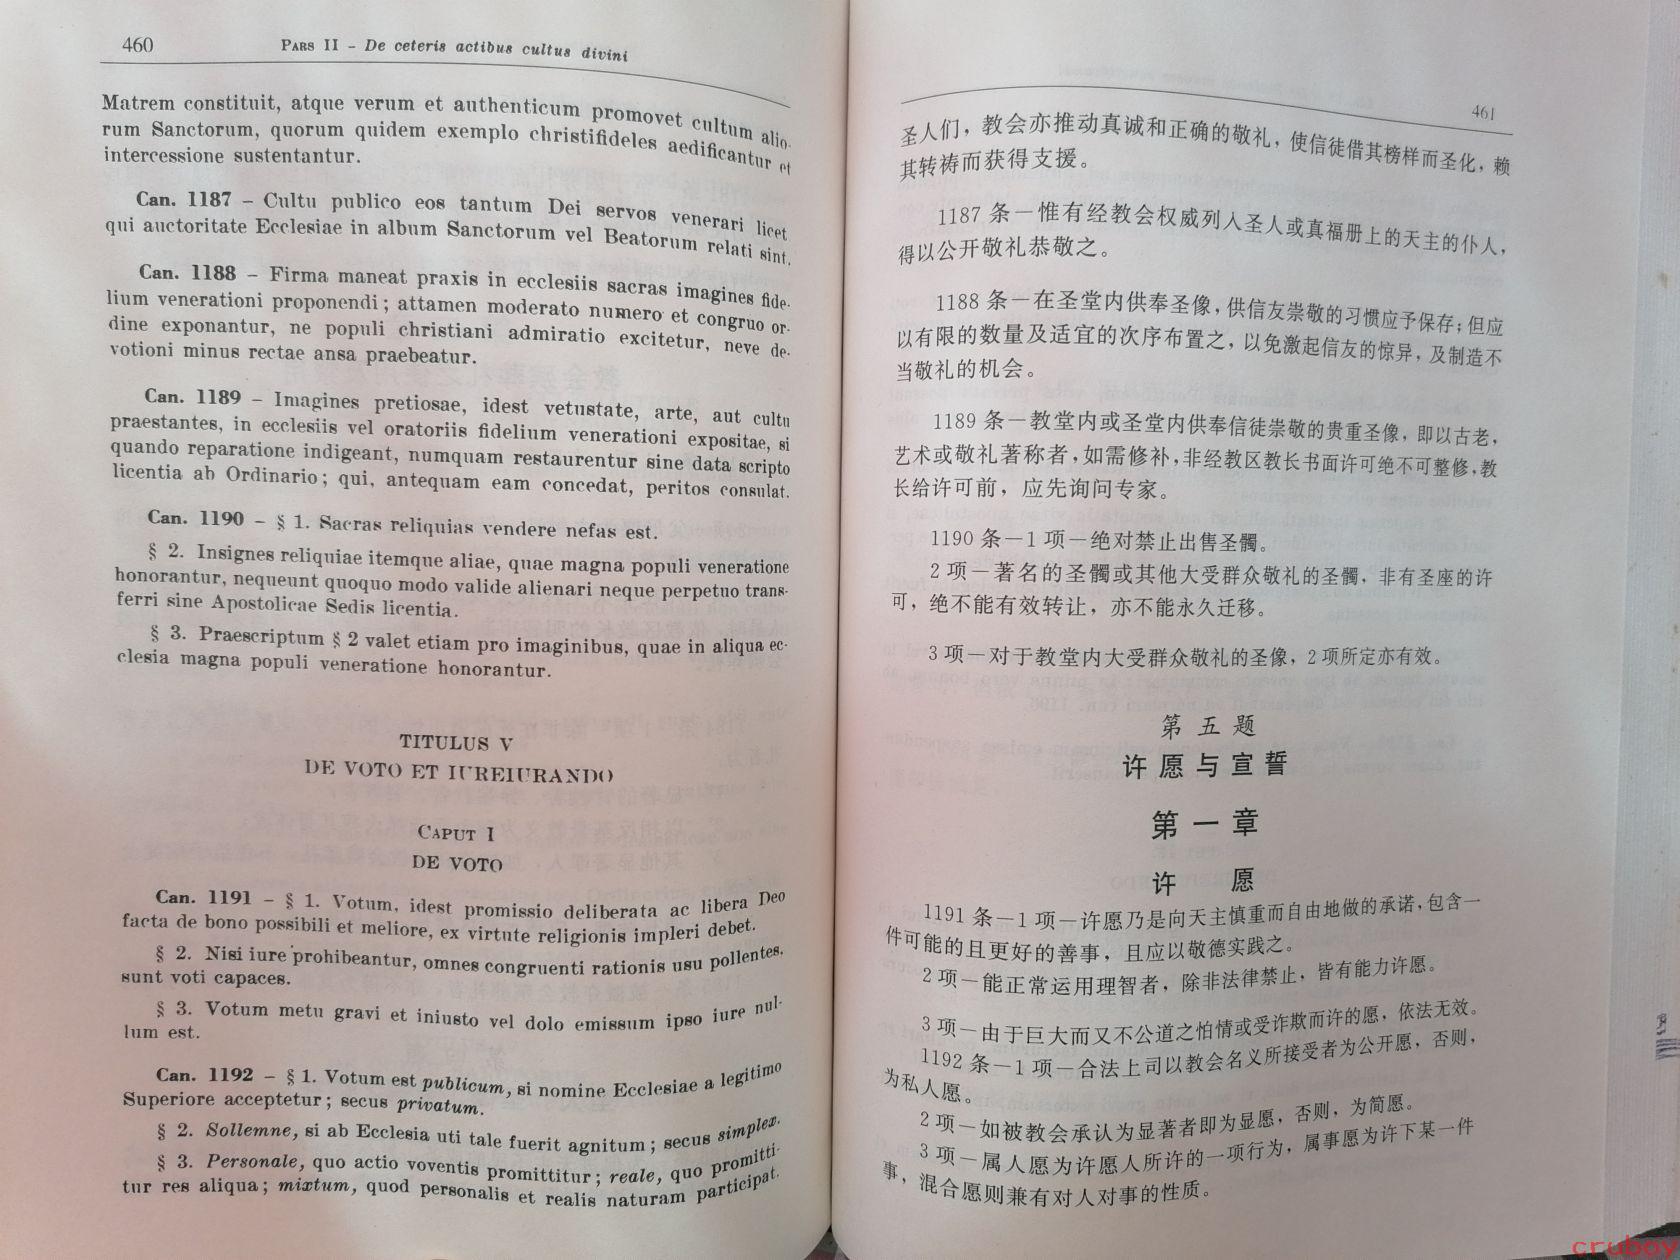 460
PARS II – De ceteris actibus cultus divini
Matrem constituit, atque verum et authenticum promovet cultum alio-
rum Sanctorum, quorum quidem exemplo christifideles aedificantur et
intercessione sustentantur.
Can. 1187 – Cultu publico eos tantum Dei servos venerari licet
qui auctoritate Ecclesiae in album Sanctorum vel Beatorum relati sint.
Can. 1188 – Firma maneat praxis in ecclesiis sacras imagines fide-
lium venerationi proponendi; attamen moderato numero et congruo or-
dine exponantur, ne populi christiani admiratio excitetur, neve de-
votioni minus rectae ansa praebeatur.
Can. 1189 – Imagines pretiosae, idest vetustate, arte, aut cultu
praestantes, in ecclesiis vel oratoriis fidelium venerationi expositae, si
quando reparatione indigeant, numquam restaurentur sine data scripto
licentia ab Ordinario; qui, antequam eam concedat, peritos consulat.
Can. 1190 – § 1. Sacras reliquias vendere nefas est.
§ 2. Insignes reliquiae itemque aliae, quae magna populi veneratione
honorantur, nequeunt quoquo modo valide alienari neque perpetuo trans-
ferri sine Apostolicae Sedis licentia.
§ 3. Praescriptum § 2 valet etiam pro imaginibus, quae in aliqua ec-
clesia magna populi veneratione honorantur.
TITULUS V
DE VOTO ET IUREIURANDO
CAPUT I
DE VOTO
Can. 1191 – § 1. Votum, idest promissio deliberata ac libera Deo
facta de bono possibili et meliore, ex virtute religionis impleri debet.
§ 2. Nisi iure prohibeantur, omnes congruenti rationis usu pollentes,
sunt voti capaces.
§ 3. Votum metu gravi et iniusto vel dolo emissum ipso iure nul-
lum est.
Can. 1192 – § 1. Votum est publicum, si nomine Ecclesiae a legitimo
Superiore acceptetur; secus privatum.
§ 2. Sollemne, si ab Ecclesia uti tale fuerit agnitum; secus simplex.
§ 3. Personale, quo actio voventis promittitur; reale, quo promitti-
tur res aliqua; mixtum, quod personalis et realis naturam participat.
461
圣人们，教会亦推动真诚和正确的敬礼，使信徒借其榜样而圣化，赖
其转祷而获得支援。
1187 条－惟有经教会权威列入圣人或真福册上的天主的仆人，
得以公开敬礼恭敬之。
1188 条－在圣堂内供奉圣像，供信友崇敬的习惯应予保存；但应
以有限的数量及适宜的次序布置之，以免激起信友的惊异，及制造不
当敬礼的机会。
1189 条－教堂内或圣堂内供奉信徒崇敬的贵重圣像，即以古老，
艺术或敬礼著称者，如需修补，非经教区教长书面许可绝不可整修，教
长给许可前，应先询问专家。
1190 条－1 项－绝对禁止出售圣髑。
2 项－著名的圣髑或其他大受群众敬礼的圣髑，非有圣座的许
可，绝不能有效转让，亦不能永久迁移。
3 项－对于教堂内大受群众敬礼的圣像，2 项所定亦有效。
第 五 题
许愿与宣誓
第 一 章
许 愿
1191 条－1 项－许愿乃是向天主慎重而自由地做的承诺，包含一
件可能的且更好的善事，且应以敬德实践之。
2 项－能正常运用理智者，除非法律禁止，皆有能力许愿。
3 项－由于巨大而又不公道之怕情或受诈欺而许的愿，依法无效。
1192 条－1 项－合法上司以教会名义所接受者为公开愿，否则，
为私人愿。
2 项－如被教会承认为显著者即为显愿，否则，为简愿。
3 项－属人愿为许愿人所许的一项行为，属事愿为许下某一件
事，混合愿则兼有对人对事的性质。
cruboy